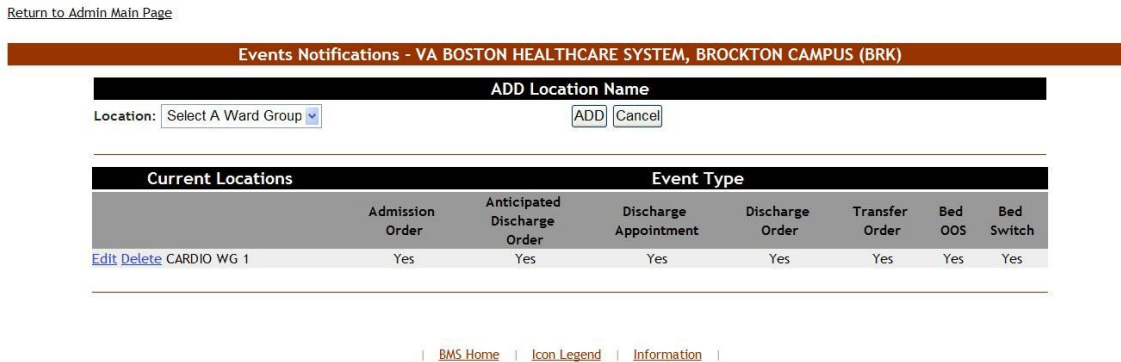 Return to Admin Main Page
Events Notifications - VA BOSTON HEALTHCARE SYSTEM, BROCKTON CAMPUS (BRK)
ADD Location Name
Location: Select A Ward Group ADD Cancel
Current Locations Event Type
Admission Order Anticipated Discharge Order Discharge Appointment Discharge Order Transfer Order Bed OOS Bed Switch
Edit Delete CARDIO WG 1 Yes Yes Yes Yes Yes Yes Yes
| BMS Home | Icon Legend | Information |